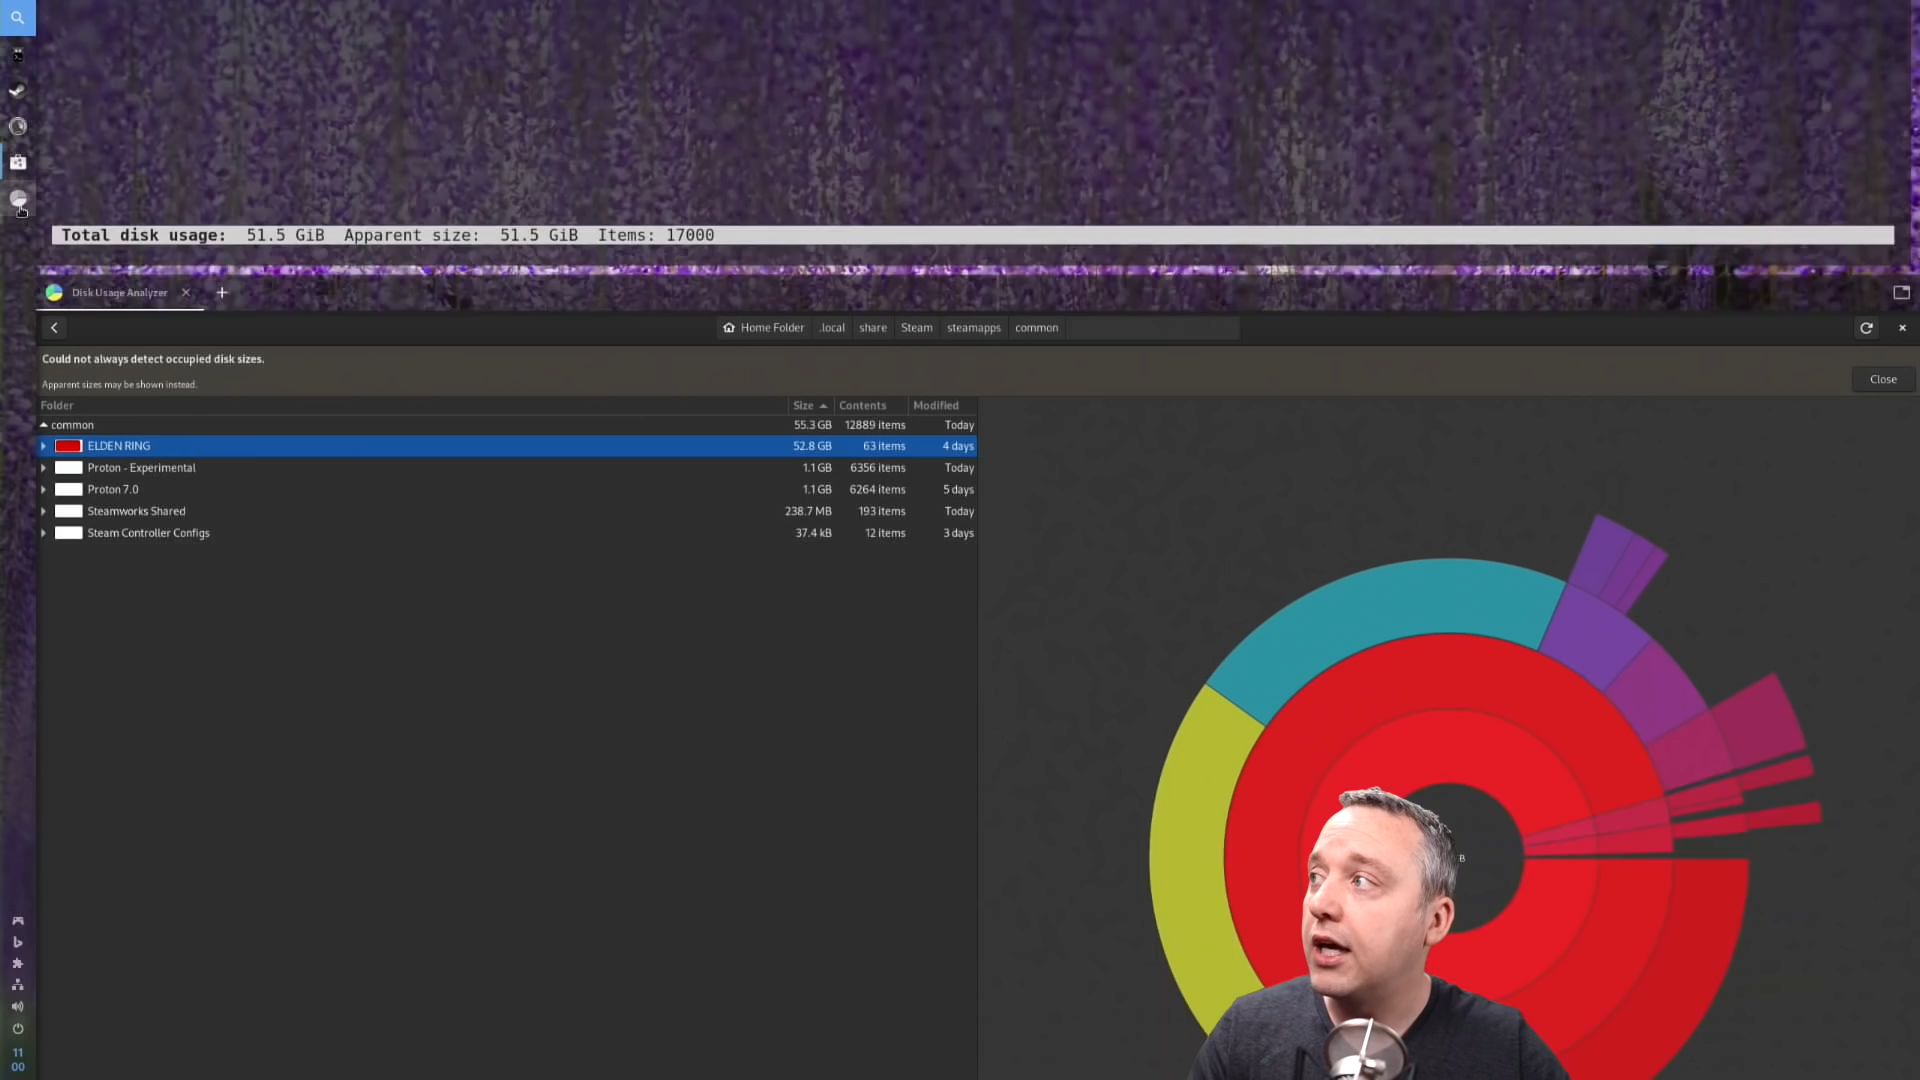 Total disk usage: 51.5 GiB Apparent size: 51.5 GiB Items: 17000
Disk Usage Analyzer
Home Folder .local share Steam steamapps common
Could not always detect occupied disk sizes.
Apparent sizes may be shown instead.
Close
Folder Size Contents Modified
common 55.3 GB 12889 items Today
ELDEN RING 52.8 GB 63 items 4 days
Proton - Experimental 1.1 GB 6356 items Today
Proton 7.0 1.1 GB 6264 items 5 days
Steamworks Shared 238.7 MB 193 items Today
Steam Controller Configs 37.4 kB 12 items 3 days
B
11
00